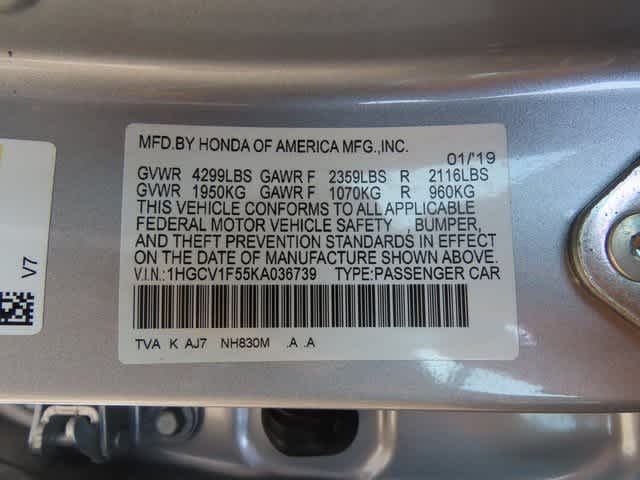 MFD.BY HONDA OF AMERICA MFG.,INC.
01/'19
GVWR 4299LBS GAWR F 2359LBS R 2116LBS
GVWR 1950KG GAWR F 1070KG R 960KG
THIS VEHICLE CONFORMS TO ALL APPLICABLE
FEDERAL MOTOR VEHICLE SAFETY , BUMPER,
AND THEFT PREVENTION STANDARDS IN EFFECT
ON THE DATE OF MANUFACTURE SHOWN ABOVE.
V.I.N.:1HGCV1F55KA036739 TYPE:PASSENGER CAR
TVA K AJ7 NH830M .A .A
V7